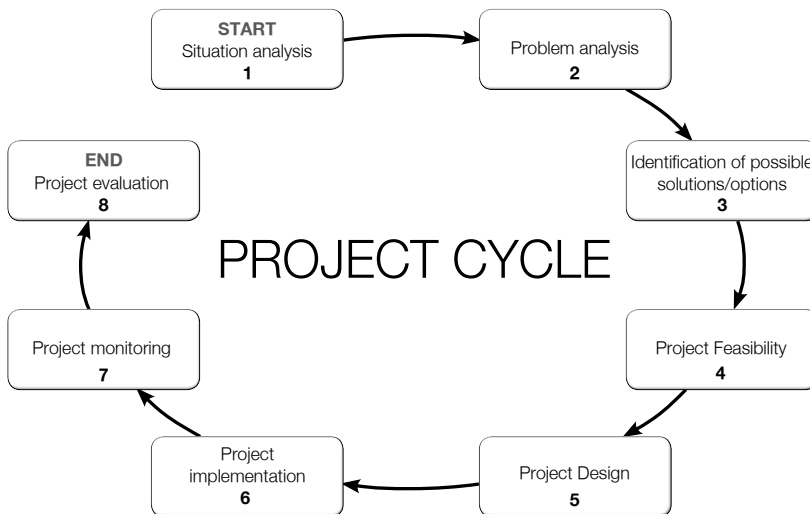 START
Situation analysis
1
Problem analysis
2
Identification of possible
solutions/options
3
Project Feasibility
4
Project Design
5
Project
implementation
6
Project monitoring
7
END
Project evaluation
8
PROJECT CYCLE